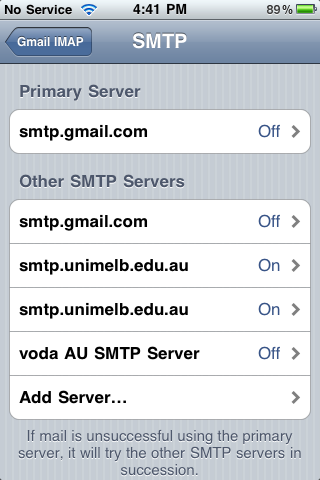 No Service 4:41 PM 89%
Gmail IMAP SMTP
Primary Server
smtp.gmail.com Off
Other SMTP Servers
smtp.gmail.com Off
smtp.unimelb.edu.au On
smtp.unimelb.edu.au On
voda AU SMTP Server Off
Add Server...
If mail is unsuccessful using the primary
server, it will try the other SMTP servers in
succession.